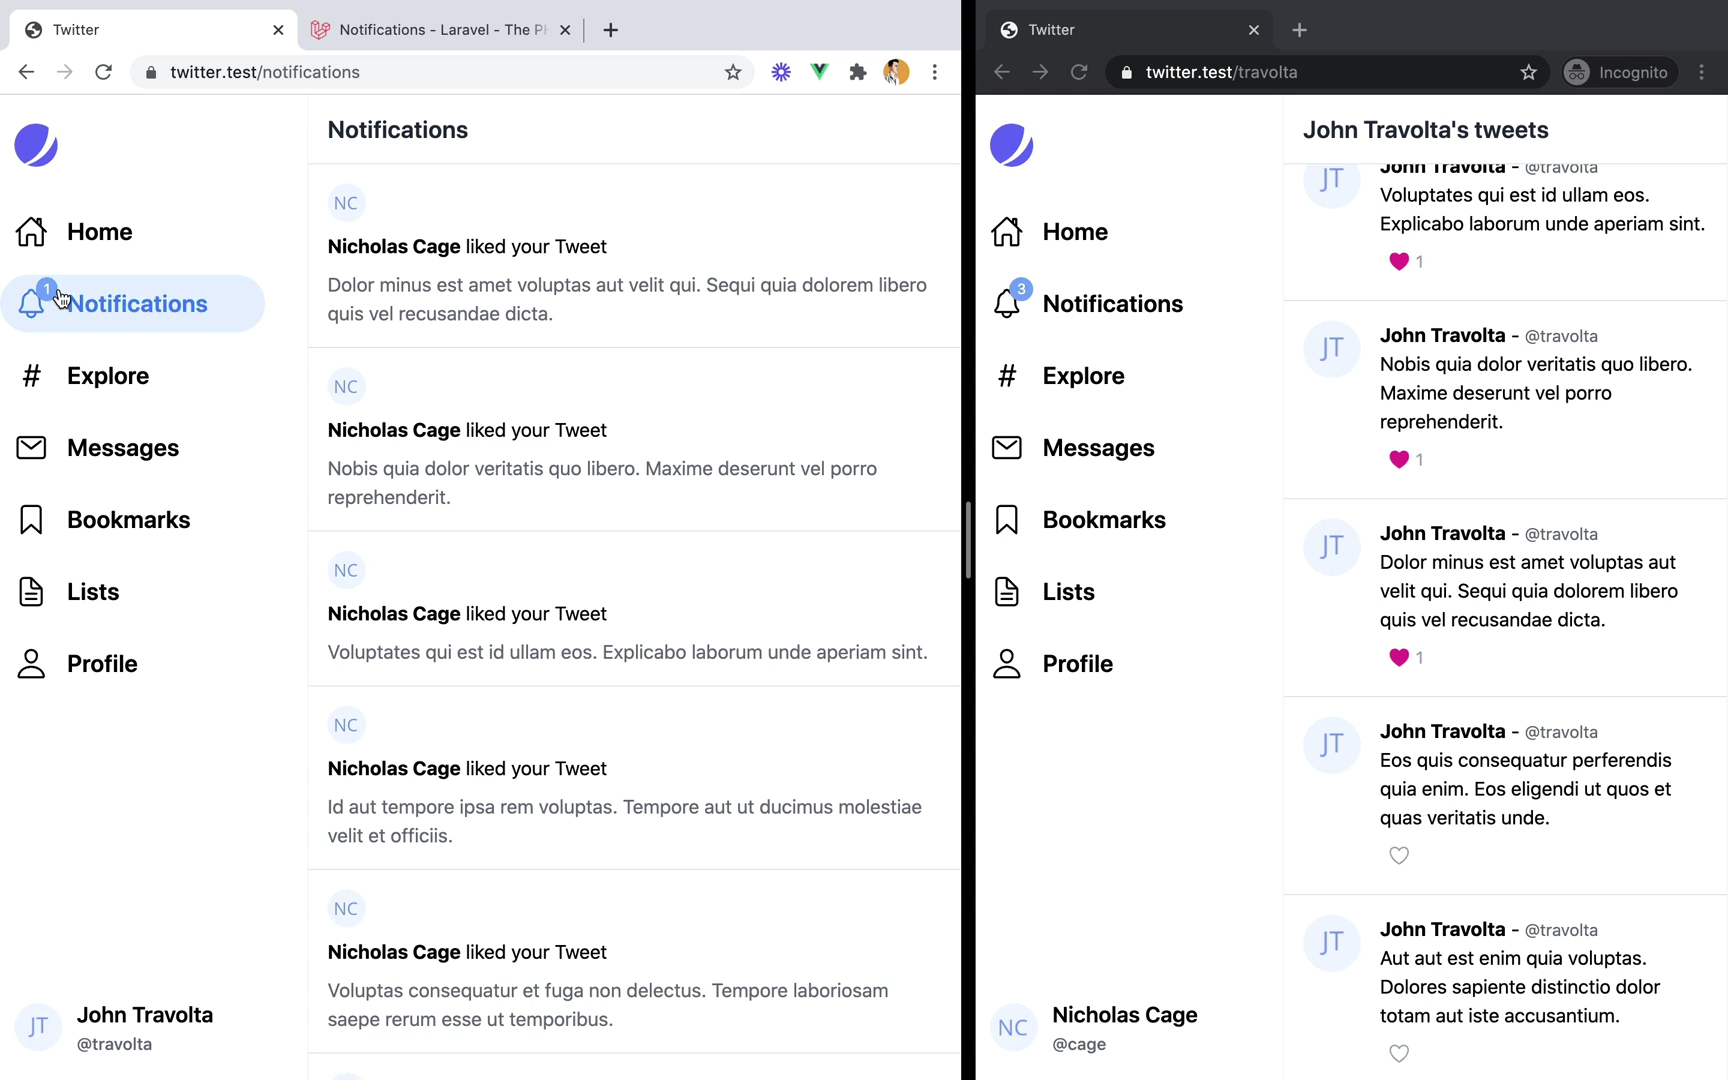 Twitter
Notifications - Laravel - The PH
twitter.test/notifications
Notifications
Home
1
Notifications
Explore
Messages
Bookmarks
Lists
Profile
JT
John Travolta
@travolta
NC
Nicholas Cage liked your Tweet
Dolor minus est amet voluptas aut velit qui. Sequi quia dolorem libero
quis vel recusandae dicta.
NC
Nicholas Cage liked your Tweet
Nobis quia dolor veritatis quo libero. Maxime deserunt vel porro
reprehenderit.
NC
Nicholas Cage liked your Tweet
Voluptates qui est id ullam eos. Explicabo laborum unde aperiam sint.
NC
Nicholas Cage liked your Tweet
Id aut tempore ipsa rem voluptas. Tempore aut ut ducimus molestiae
velit et officiis.
NC
Nicholas Cage liked your Tweet
Voluptas consequatur et fuga non delectus. Tempore laboriosam
saepe rerum esse ut temporibus.
Twitter
twitter.test/travolta
Incognito
John Travolta's tweets
Home
3
Notifications
# Explore
Messages
Bookmarks
Lists
Profile
NC
Nicholas Cage
@cage
JT
John Travolta - @travolta
Voluptates qui est id ullam eos.
Explicabo laborum unde aperiam sint.
1
JT
John Travolta - @travolta
Nobis quia dolor veritatis quo libero.
Maxime deserunt vel porro
reprehenderit.
1
JT
John Travolta - @travolta
Dolor minus est amet voluptas aut
velit qui. Sequi quia dolorem libero
quis vel recusandae dicta.
1
JT
John Travolta - @travolta
Eos quis consequatur perferendis
quia enim. Eos eligendi ut quos et
quas veritatis unde.
JT
John Travolta - @travolta
Aut aut est enim quia voluptas.
Dolores sapiente distinctio dolor
totam aut iste accusantium.